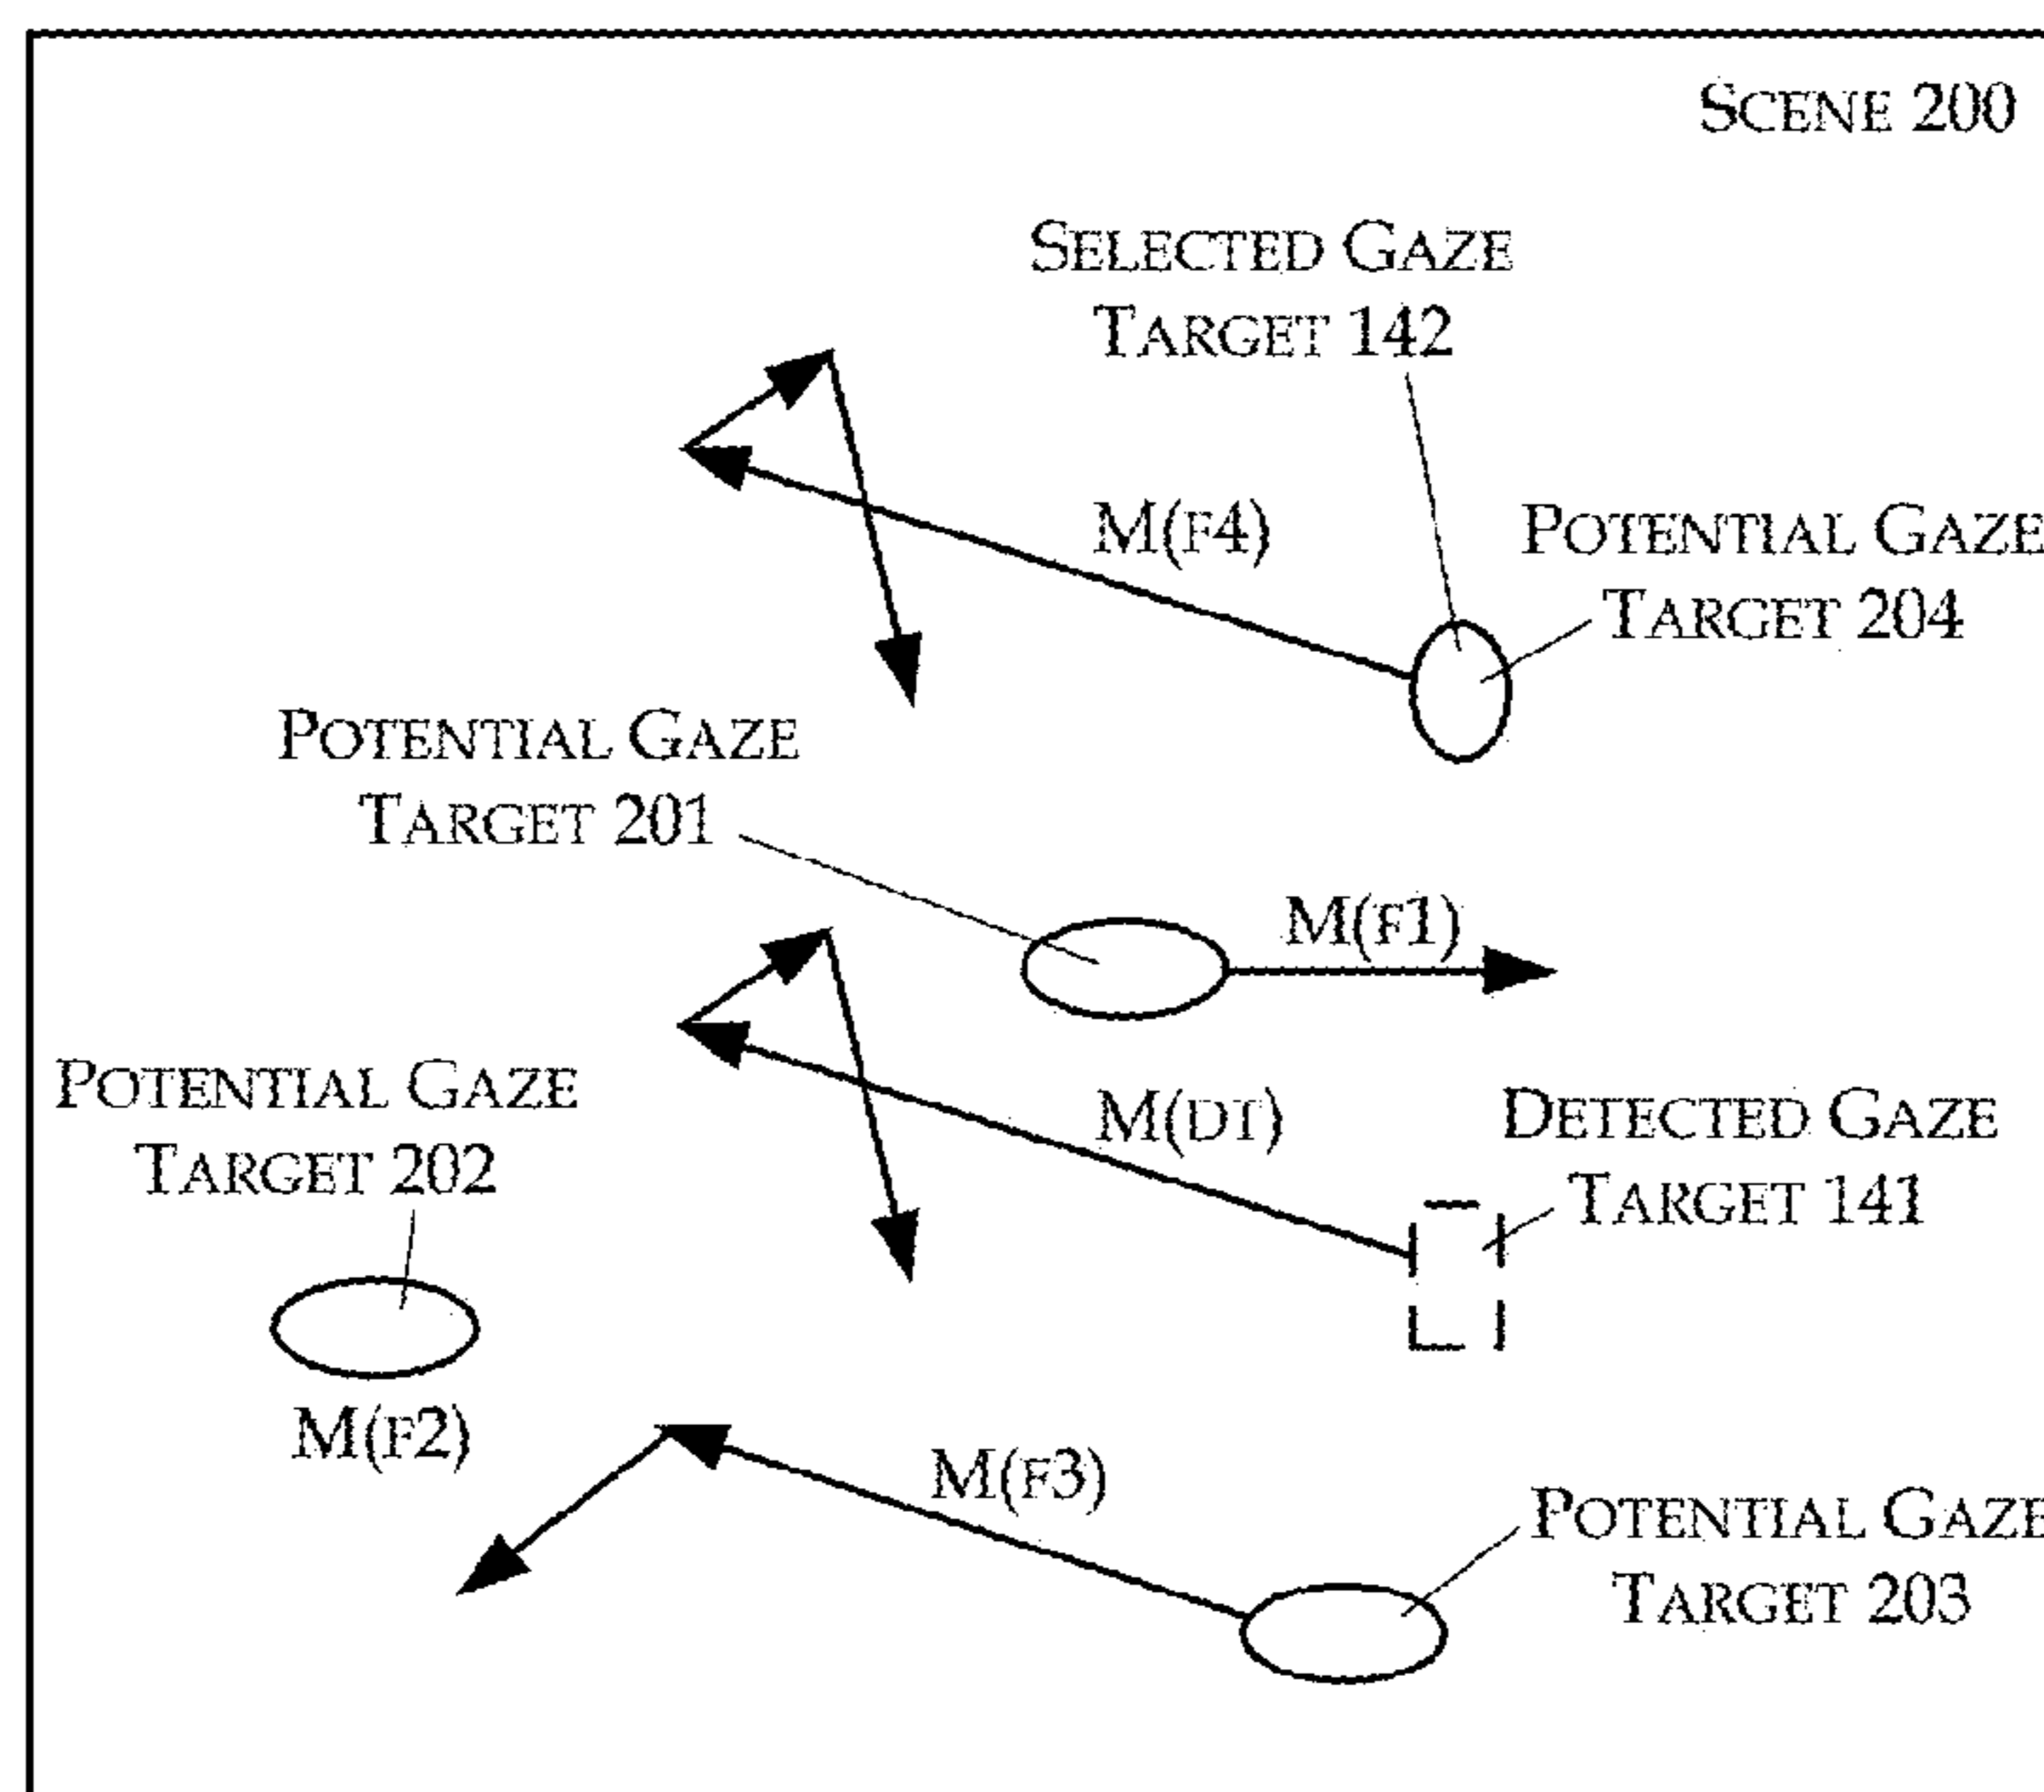 SCENE 200
SELECTED GAZE
TARGET 142
M(F4)
POTENTIAL GAZE
TARGET 204
POTENTIAL GAZE
TARGET 201
M(F1)
POTENTIAL GAZE
TARGET 202
M(DT)
DETECTED GAZE
TARGET 141
M(F2)
M(F3)
POTENTIAL GAZE
TARGET 203